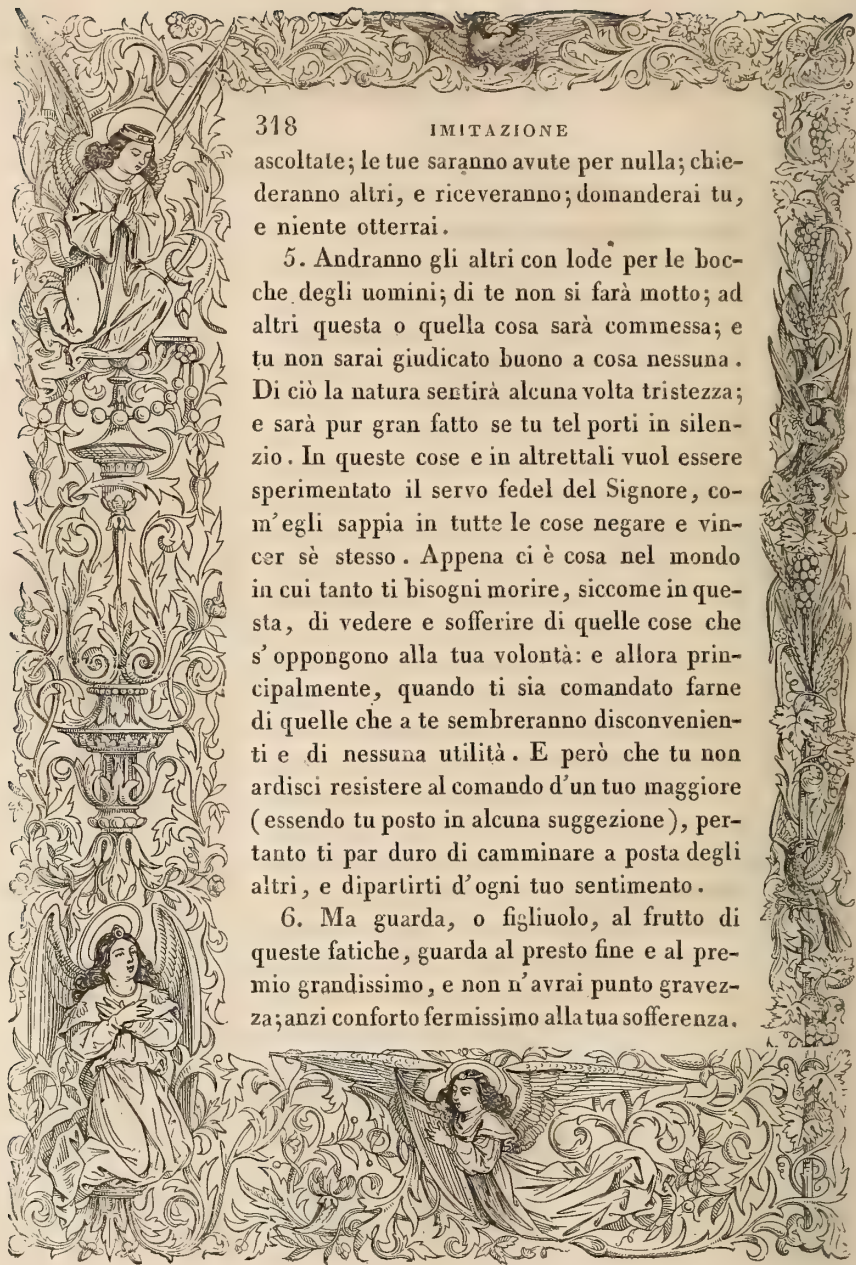 318 IMITAZIONE
ascoltate; le tue saranno avute per nulla; chie-
deranno altri, e riceveranno; domanderai tu,
e niente otterrai.
5. Andranno gli altri con lode per le boc-
che degli uomini; di te non si farà motto; ad
altri questa o quella cosa sarà commessa; e
tu non sarai giudicato buono a cosa nessuna.
Di ciò la natura sentirà alcuna volta tristezza;
e sarà pur gran fatto se tu tel porti in silen-
zio. In queste cose e in altrettali vuol essere
sperimentato il servo fedel del Signore, co-
m'egli sappia in tutte le cose negare e vin-
cer sè stesso. Appena ci è cosa nel mondo
in cui tanto ti bisogni morire, siccome in que-
sta, di vedere e sofferire di quelle cose che
s'oppongono alla tua volontà: e allora prin-
cipalmente, quando ti sia comandato farne
di quelle che a te sembreranno disconvenien-
ti e di nessuna utilità. E però che tu non
ardisci resistere al comando d'un tuo maggiore
(essendo tu posto in alcuna suggezione), per-
tanto ti par duro di camminare a posta degli
altri, e dipartirti d'ogni tuo sentimento.
6. Ma guarda, o figliuolo, al frutto di
queste fatiche, guarda al presto fine e al pre-
mio grandissimo, e non n'avrai punto gravez-
za; anzi conforto fermissimo alla tua sofferenza.